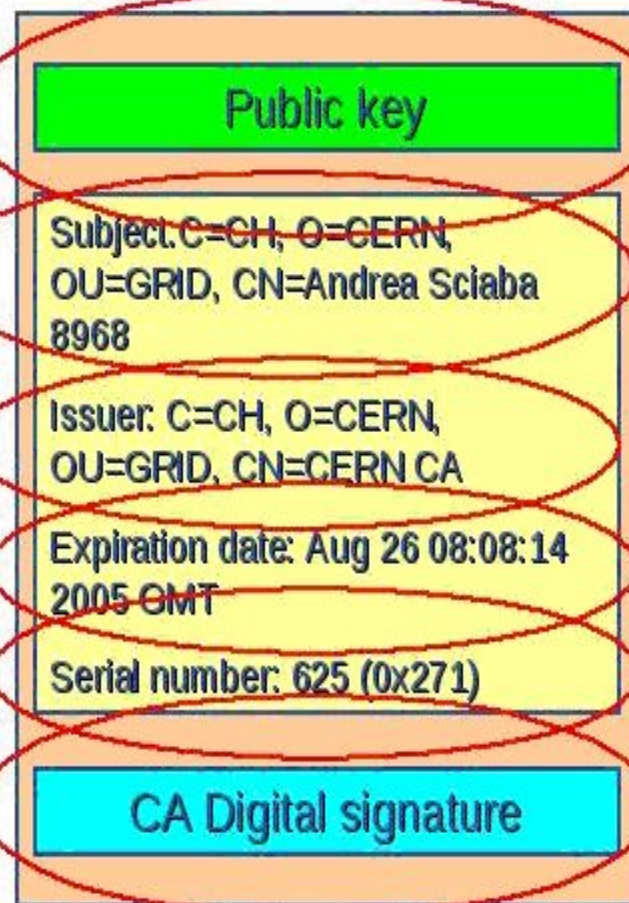 Public key
Subject:C=CH, O=CERN,
OU=GRID, CN=Andrea Sciaba
8968
Issuer: C=CH, O=CERN,
OU=GRID, CN=CERN CA
Expiration date: Aug 26 08:08:14
2005 GMT
Serial number: 625 (0x271)
CA Digital signature